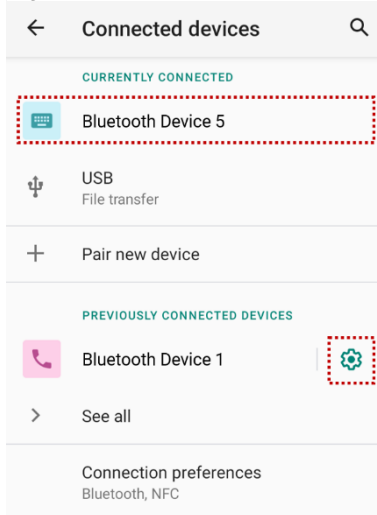 Connected devices
CURRENTLY CONNECTED
Bluetooth Device 5
USB
File transfer
Pair new device
PREVIOUSLY CONNECTED DEVICES
Bluetooth Device 1
See all
Connection preferences
Bluetooth, NFC